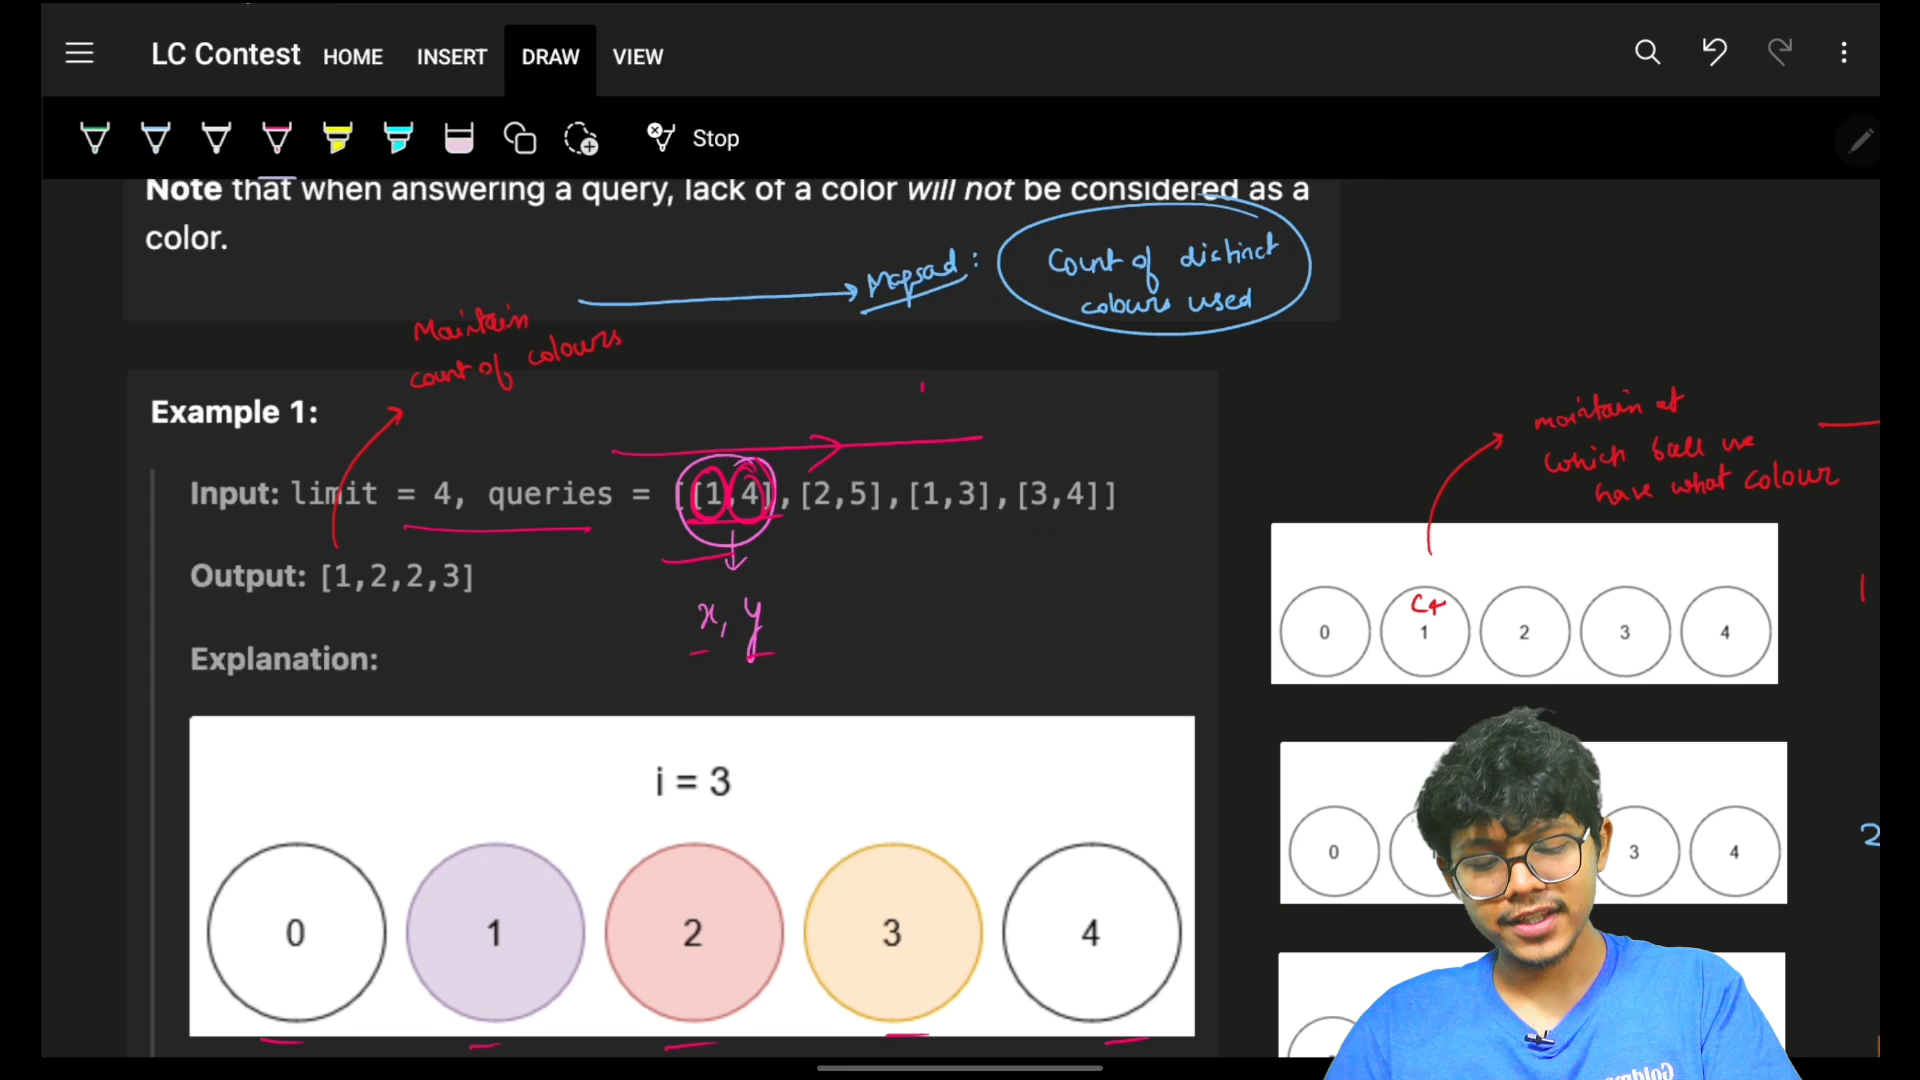 LC Contest HOME INSERT DRAW VIEW
Stop
Note that when answering a query, lack of a color will not be considered as a
color.
Maqsad :
Count of distinct
colours used
Maintain
count of colours
Example 1:
Input: limit = 4, queries = [[1,4],[2,5],[1,3],[3,4]]
Output: [1,2,2,3]
x, y
Explanation:
i = 3
0 1 2 3 4
maintain at
which ball we
have what colour
C4
0 1 2 3 4
1
0 3 4
2